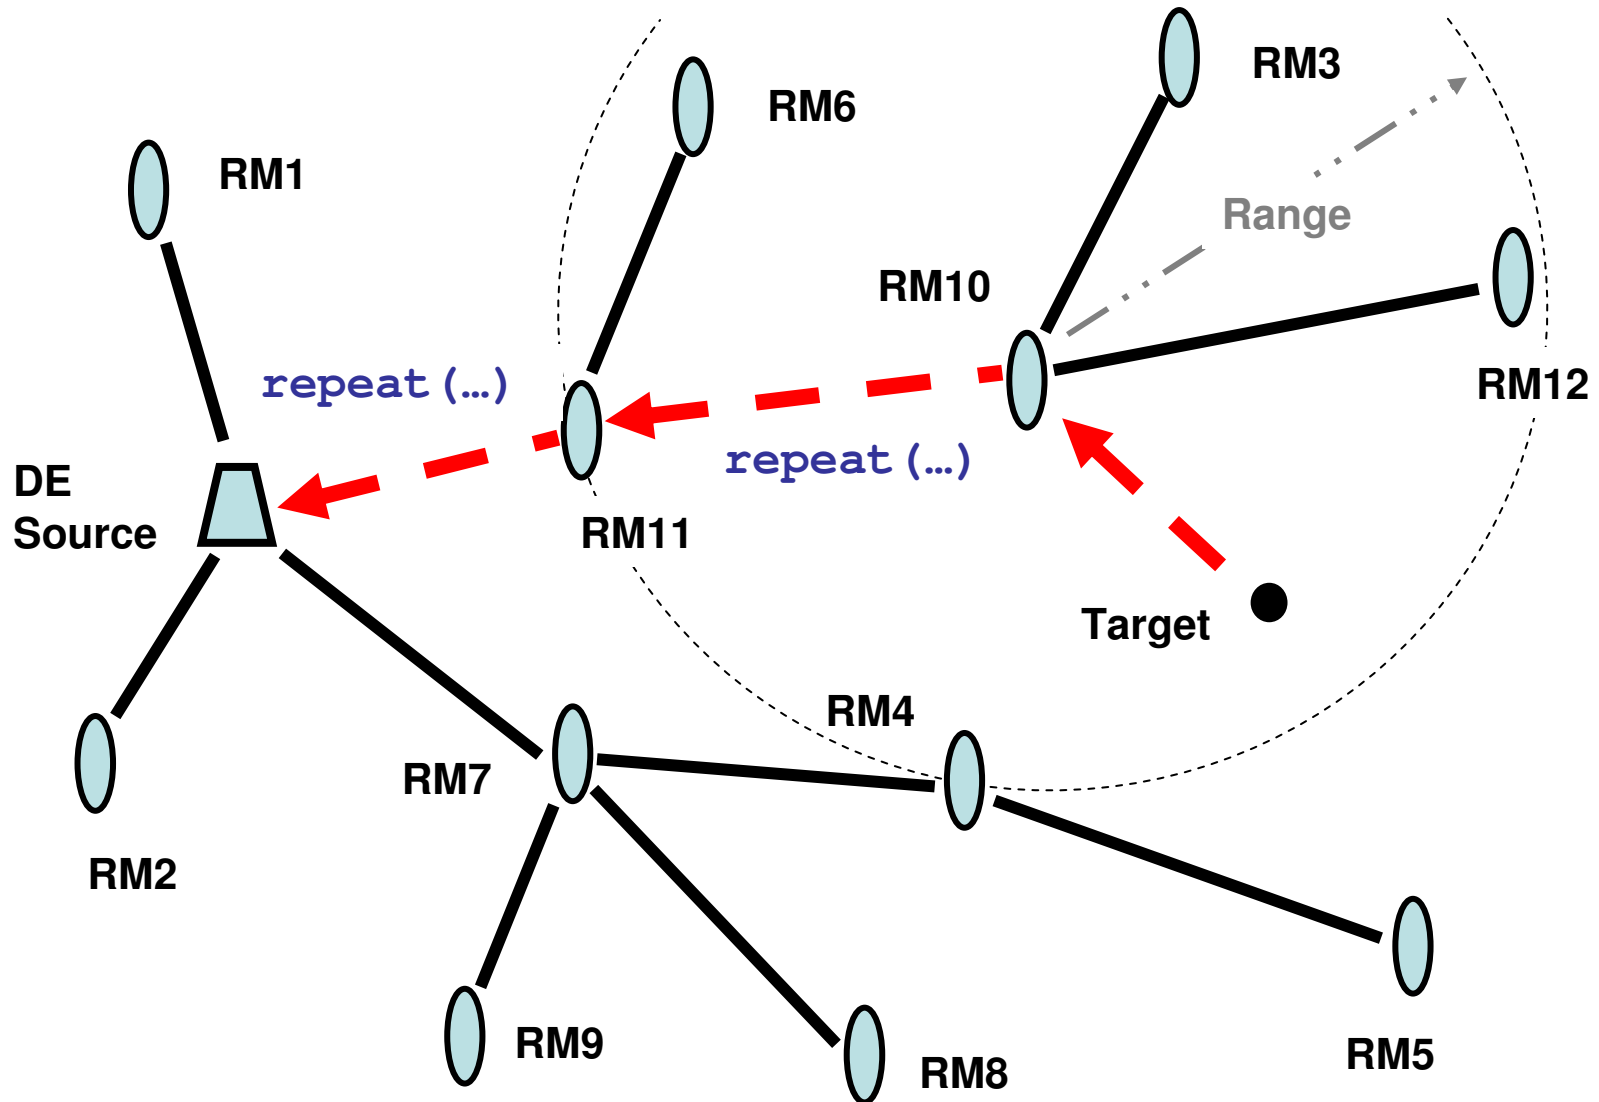 RM3
RM6
RM1
Range
RM10
repeat(…)
RM12
repeat(…)
DE
Source
RM11
Target
RM4
RM7
RM2
RM9
RM5
RM8